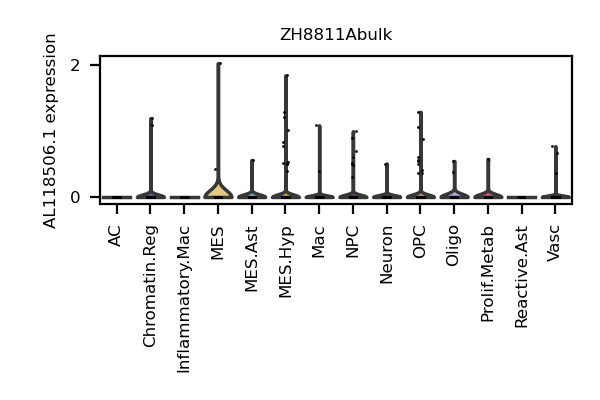 ZH8811Abulk
AL118506.1 expression
2
0
AC
Chromatin.Reg
Inflammatory.Mac
MES
MES.Ast
MES.Hyp
Mac
NPC
Neuron
OPC
Oligo
Prolif.Metab
Reactive.Ast
Vasc